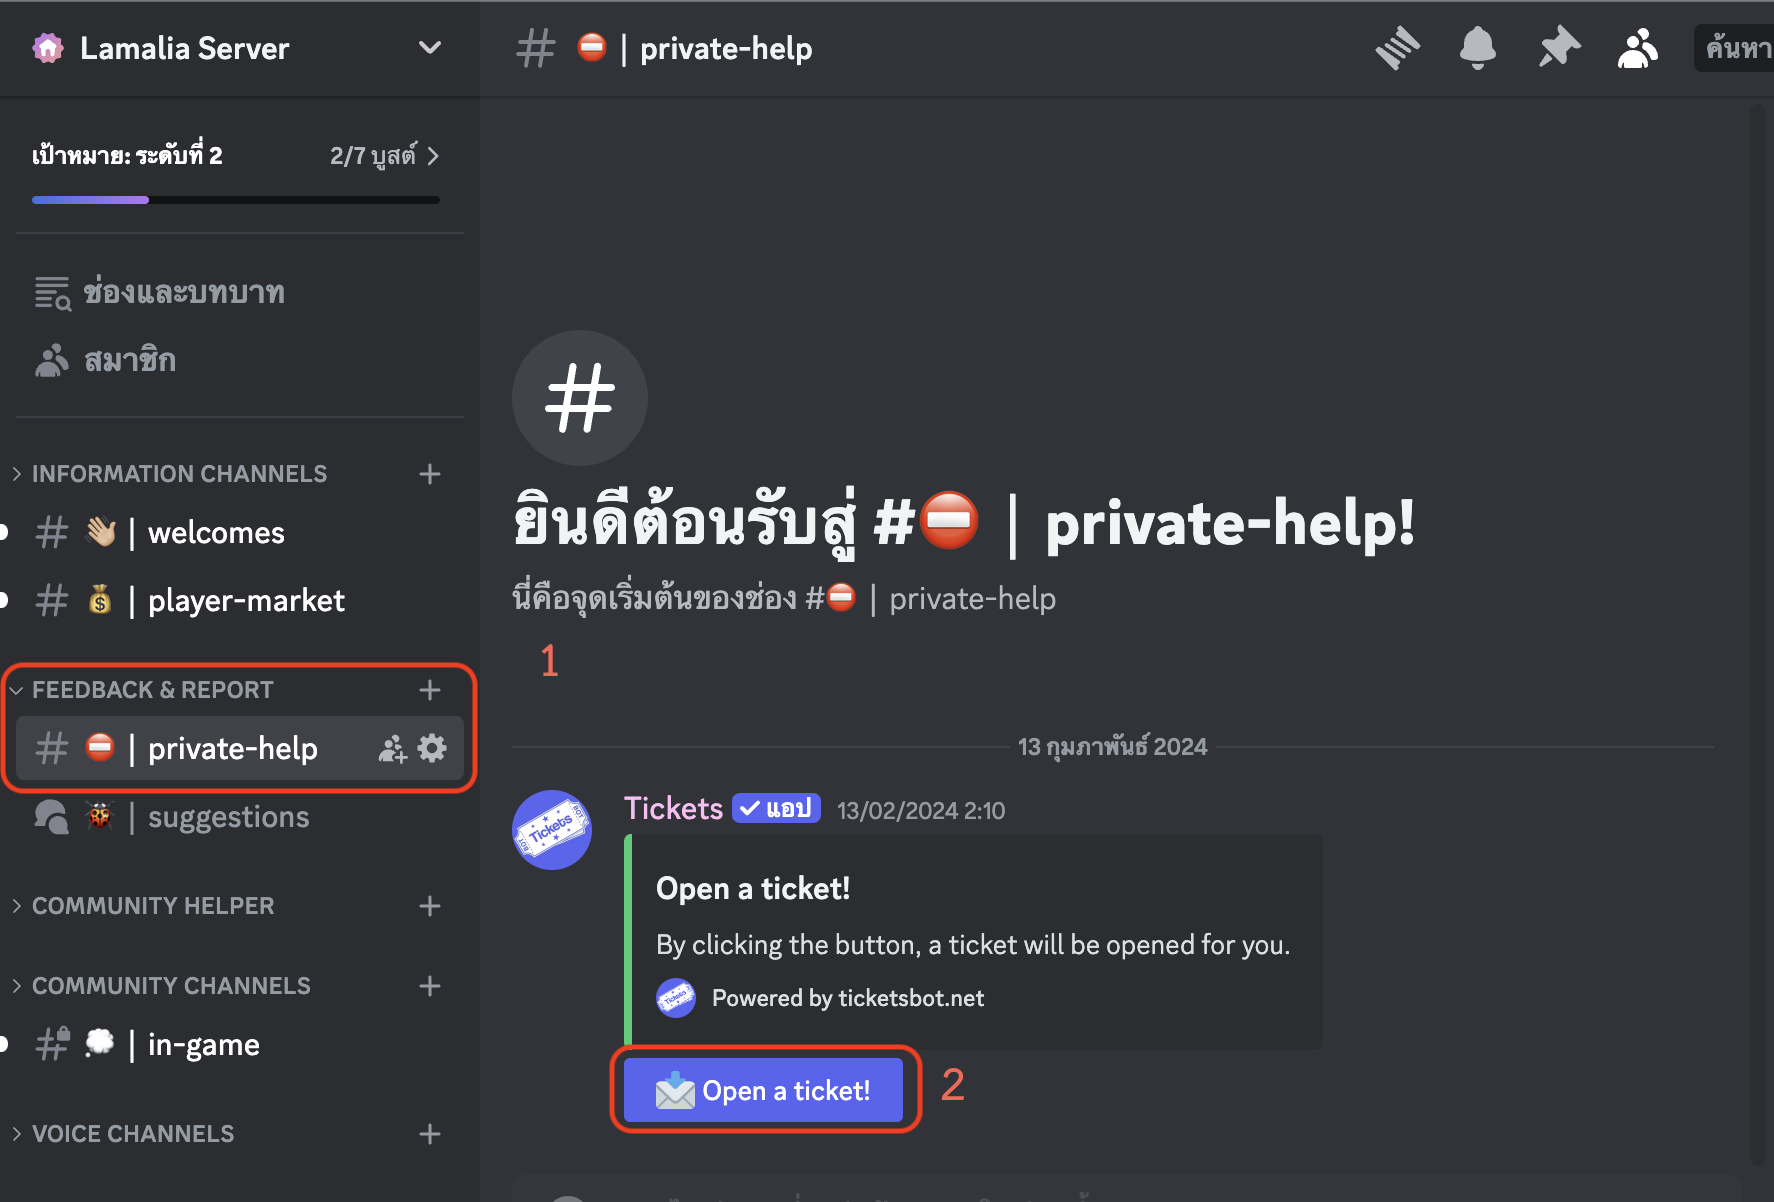 Lamalia Server
เป้าหมาย: ระดับที่ 2 2/7 บูสต์
ช่องและบทบาท
สมาชิก
INFORMATION CHANNELS
👋 | welcomes
💰 | player-market
FEEDBACK & REPORT
⛔ | private-help
🐞 | suggestions
COMMUNITY HELPER
COMMUNITY CHANNELS
💭 | in-game
VOICE CHANNELS
# ⛔ | private-help
ค้นหา
#
ยินดีต้อนรับสู่ #⛔ | private-help!
นี่คือจุดเริ่มต้นของช่อง #⛔ | private-help
1
13 กุมภาพันธ์ 2024
Tickets ✓ แอป 13/02/2024 2:10
Open a ticket!
By clicking the button, a ticket will be opened for you.
Powered by ticketsbot.net
Open a ticket! 2